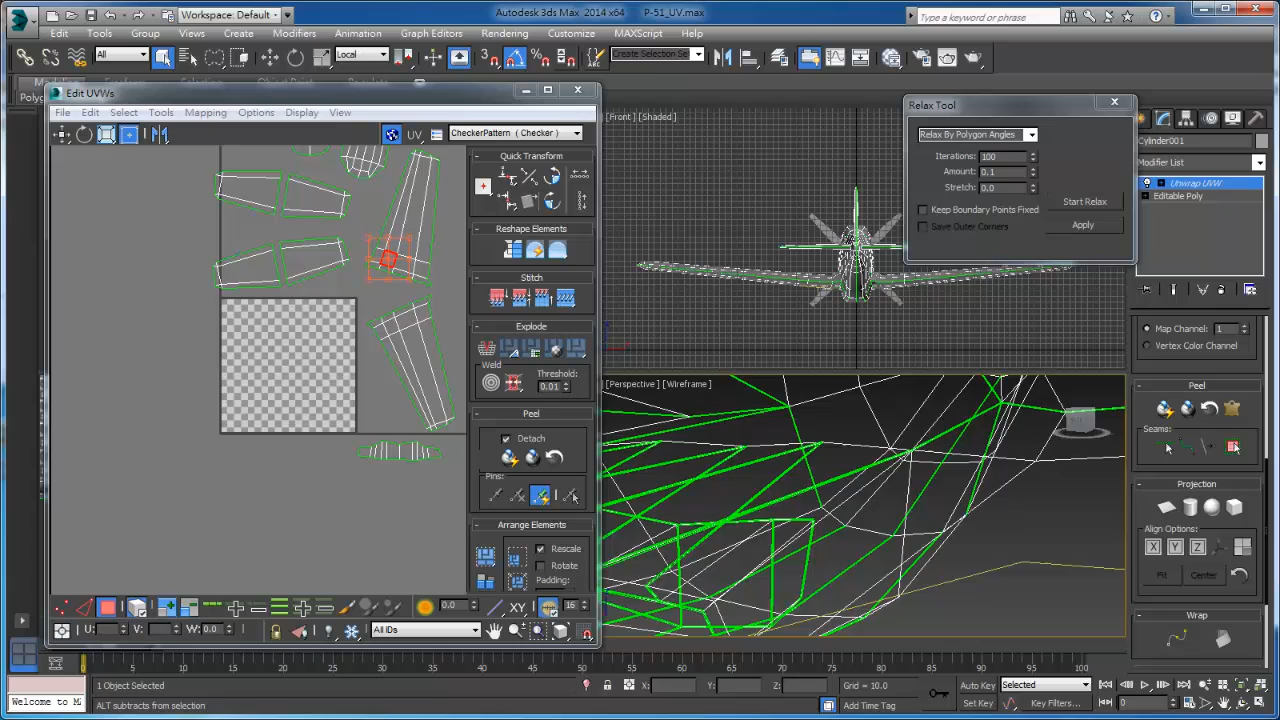 Workspace: Default
Autodesk 3ds Max 2014 x64 P-51_UV.max
Type a keyword or phrase
Edit Tools Group Views Create Modifiers Animation Graph Editors Rendering Customize MAXScript Help
All
Local
Create Selection Se
Edit UVWs
File Edit Select Tools Mapping Options Display View
UV
CheckerPattern ( Checker )
Quick Transform
Reshape Elements
Stitch
Explode
Weld
Threshold:
0.01
Peel
Detach
Pins:
Arrange Elements
Rescale
Rotate
Padding:
0.0
XY
16
U:
V:
W: 0.0
All IDs
[Front] [Shaded]
[Perspective] [Wireframe]
Relax Tool
Relax By Polygon Angles
Iterations: 100
Amount: 0.1
Stretch: 0.0
Start Relax
Keep Boundary Points Fixed
Save Outer Corners
Apply
Cylinder001
Modifier List
Unwrap UVW
Editable Poly
Map Channel: 1
Vertex Color Channel
Peel
Seams:
Projection
Align Options:
X Y Z
Fit
Center
Wrap
0 5 10 15 20 25 30 35 40 45 50 55 60 65 70 75 80 85 90 95 100
1 Object Selected
X:
Y:
Z:
Grid = 10.0
Auto Key
Selected
Welcome to M
ALT subtracts from selection
Add Time Tag
Set Key
Key Filters...
0